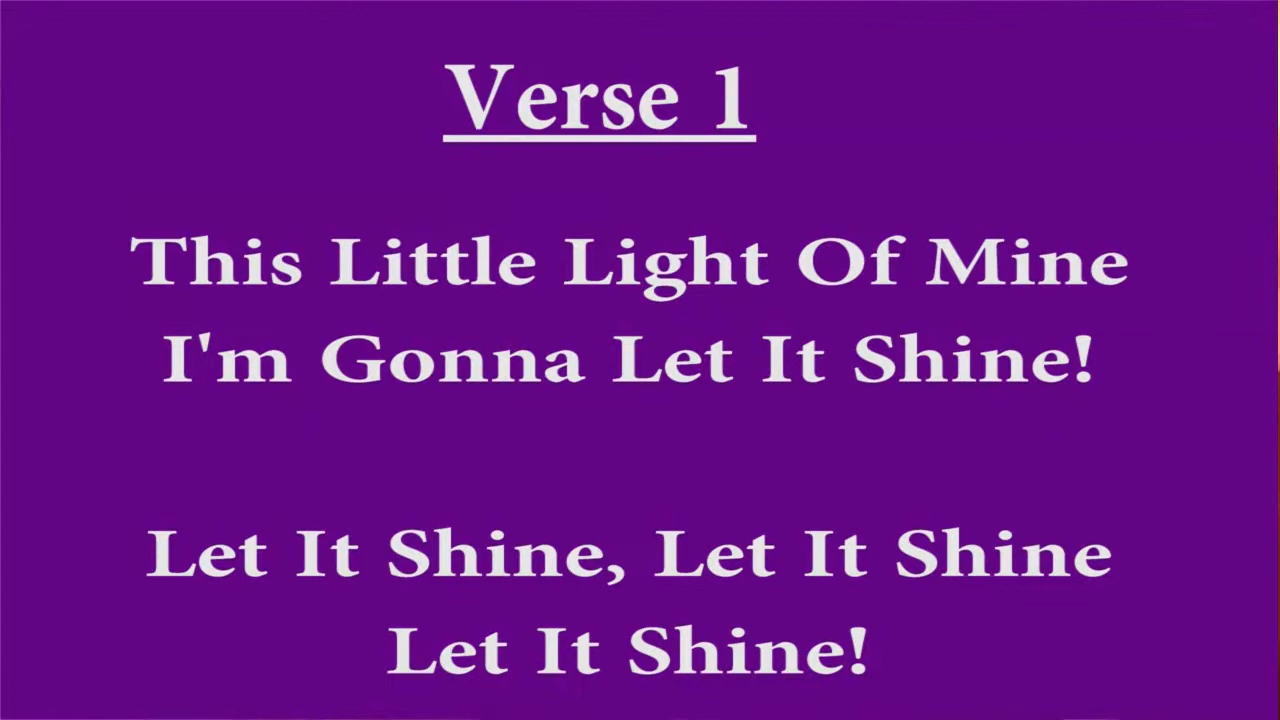 Verse 1
This Little Light Of Mine
I'm Gonna Let It Shine!
Let It Shine, Let It Shine
Let It Shine!